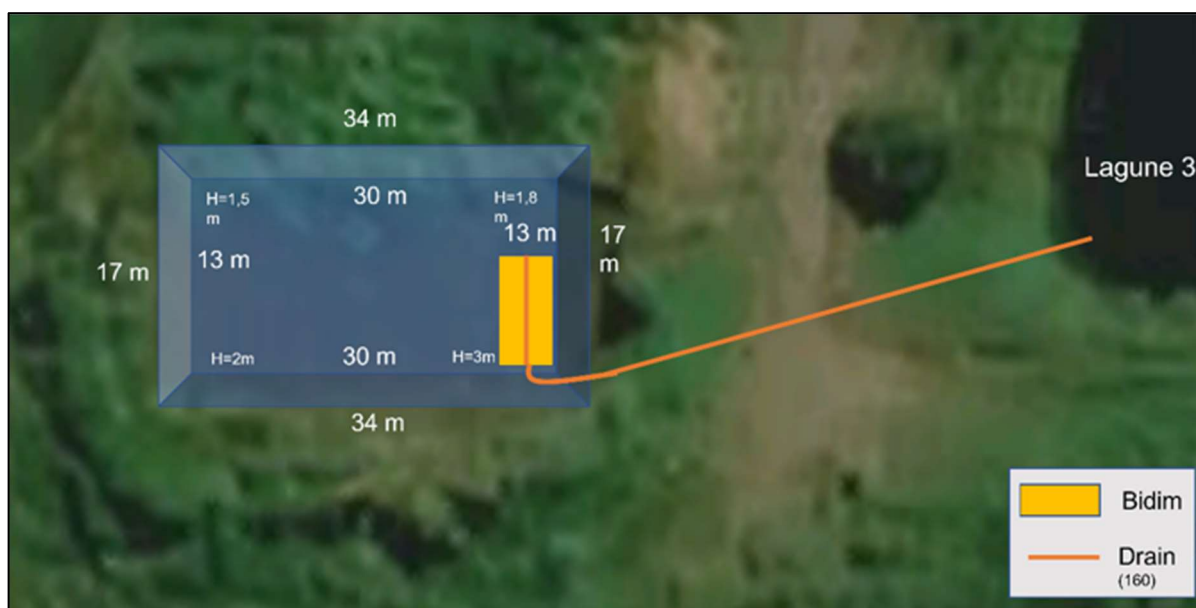 34 m
H=1,5
m
30 m
H=1,8
m
13 m
17
m
17 m
13 m
Lagune 3
H=2m
30 m
H=3m
34 m
Bidim
Drain
(160)